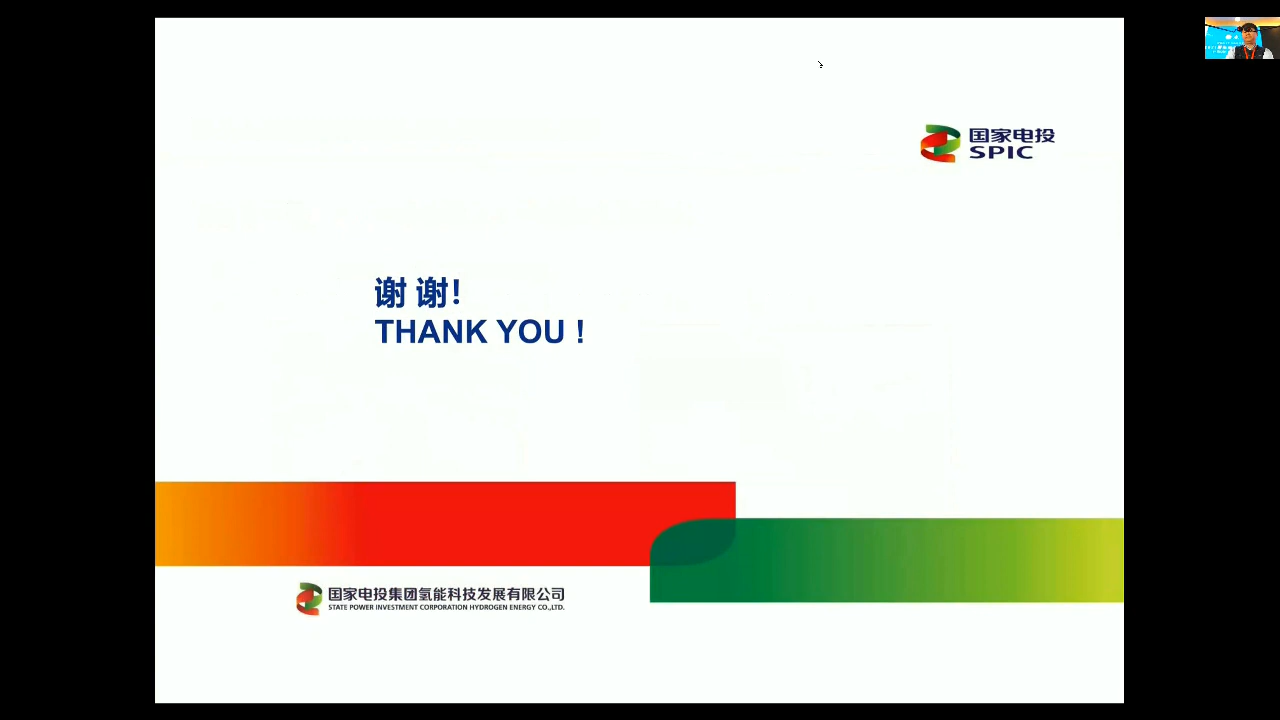 国家电投
SPIC
谢 谢!
THANK YOU !
国家电投集团氢能科技发展有限公司
STATE POWER INVESTMENT CORPORATION HYDROGEN ENERGY CO.,LTD.